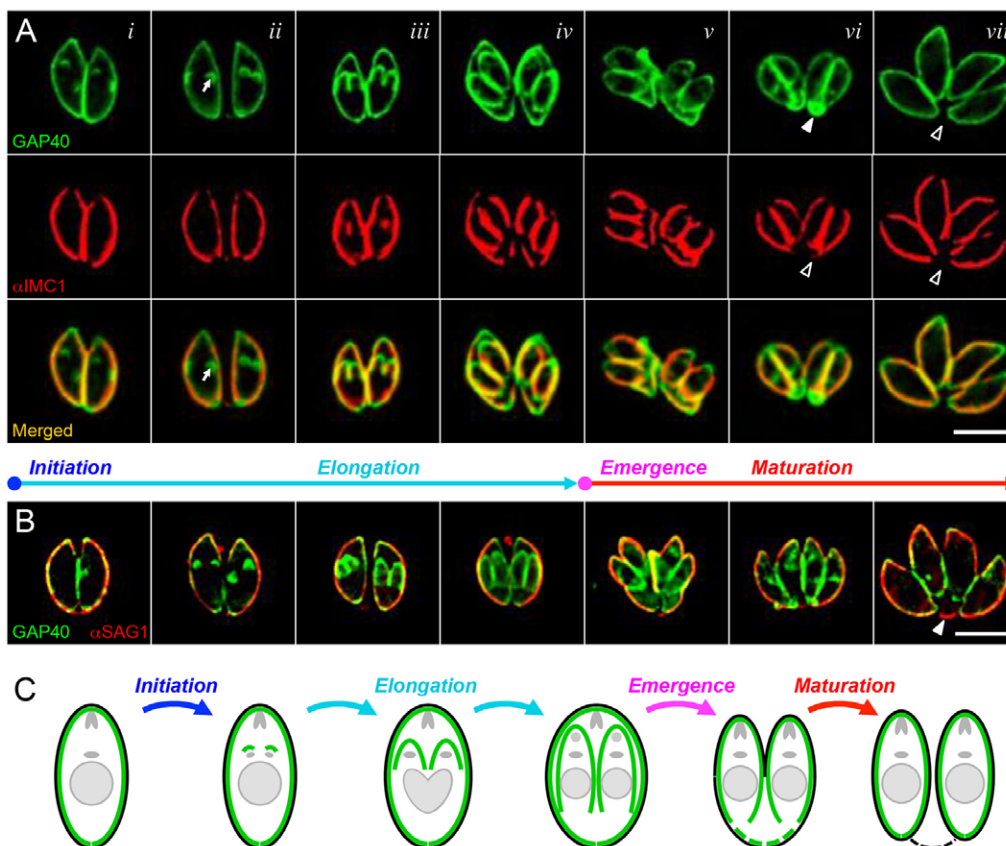 A
i ii iii iv v vi vii
GAP40
αIMC1
Merged
Initiation Elongation Emergence Maturation
B
GAP40 αSAG1
C
Initiation Elongation Emergence Maturation